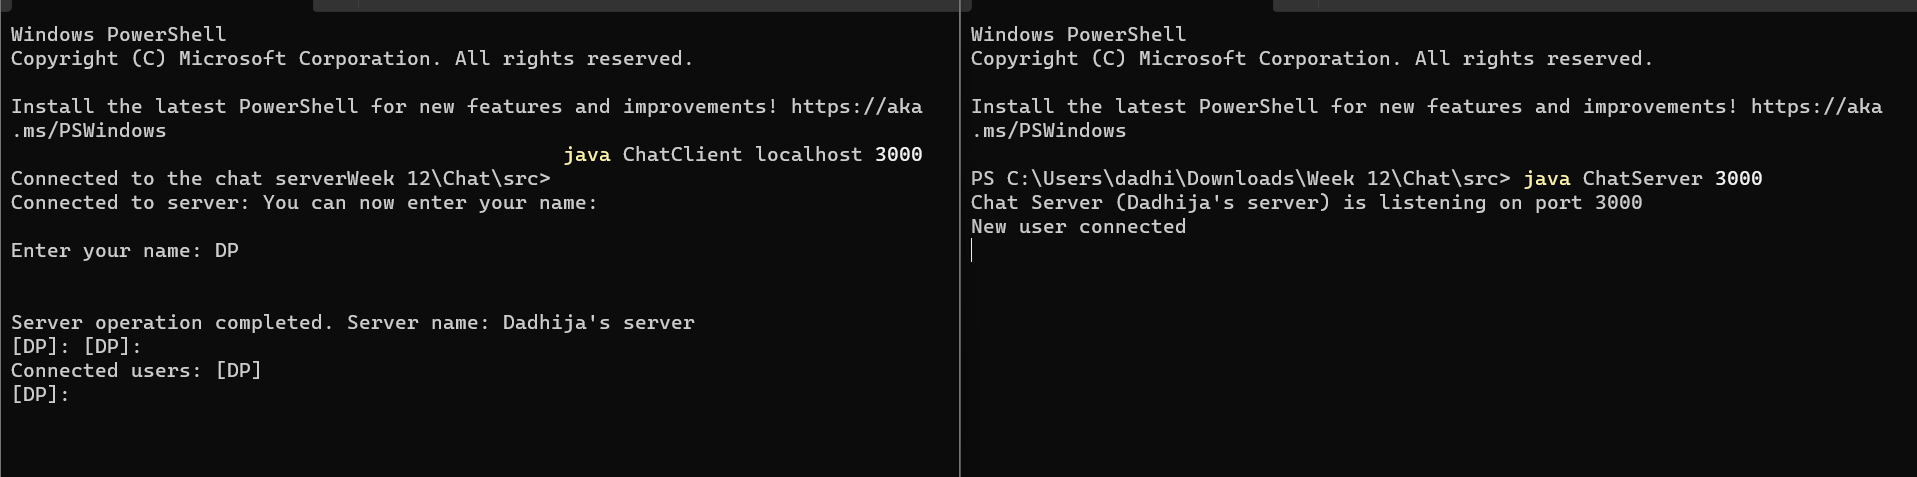 Windows PowerShell
Copyright (C) Microsoft Corporation. All rights reserved.
Install the latest PowerShell for new features and improvements! https://aka
.ms/PSWindows
java ChatClient localhost 3000
Connected to the chat serverWeek 12\Chat\src>
Connected to server: You can now enter your name:
Enter your name: DP
Server operation completed. Server name: Dadhija's server
[DP]: [DP]:
Connected users: [DP]
[DP]:
Windows PowerShell
Copyright (C) Microsoft Corporation. All rights reserved.
Install the latest PowerShell for new features and improvements! https://aka
.ms/PSWindows
PS C:\Users\dadhi\Downloads\Week 12\Chat\src> java ChatServer 3000
Chat Server (Dadhija's server) is listening on port 3000
New user connected